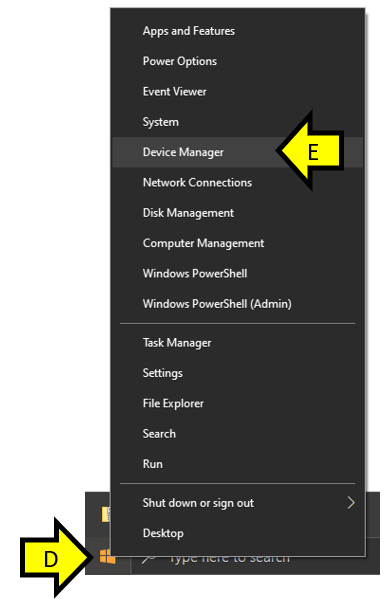 Apps and Features
Power Options
Event Viewer
System
Device Manager
E
Network Connections
Disk Management
Computer Management
Windows PowerShell
Windows PowerShell (Admin)
Task Manager
Settings
File Explorer
Search
Run
Shut down or sign out
Desktop
D
Type here to search